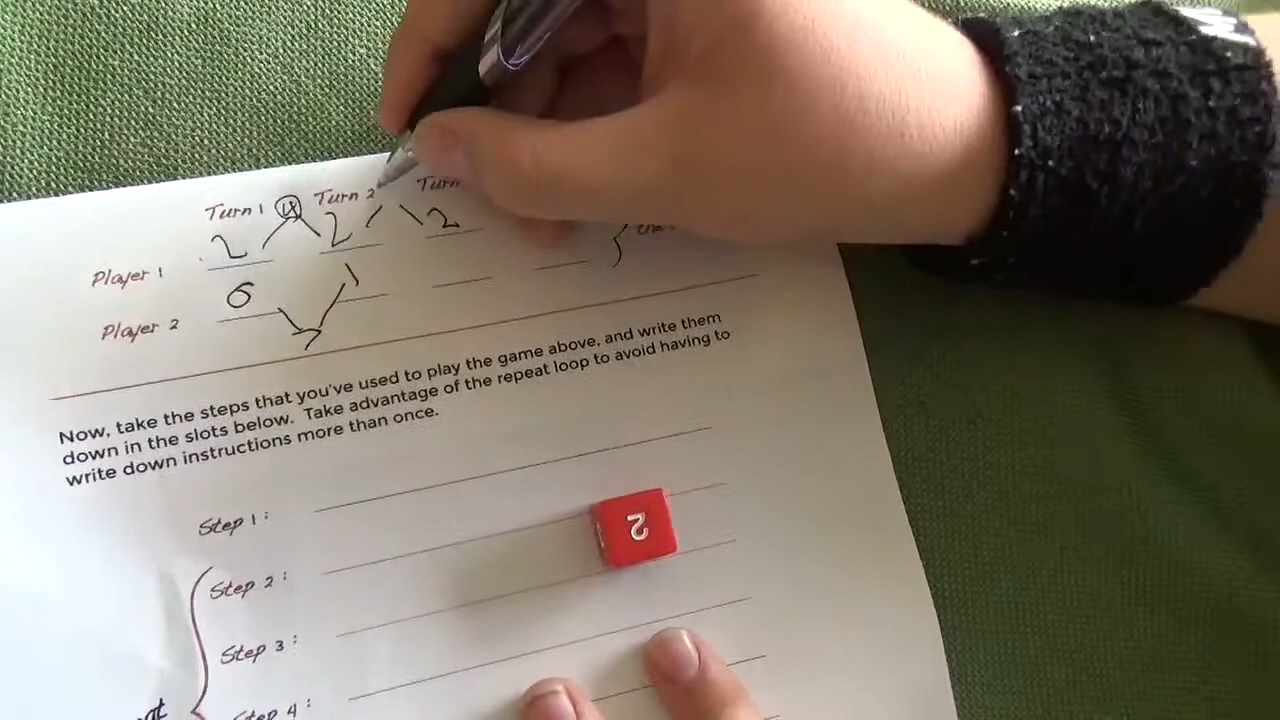 Turn 1 4 Turn 2 Turn
Player 1 2 2 2
Player 2 6 1
7
Now, take the steps that you've used to play the game above, and write them
down in the slots below. Take advantage of the repeat loop to avoid having to
write down instructions more than once.
Step 1:
2
Step 2:
Step 3:
Step 4: